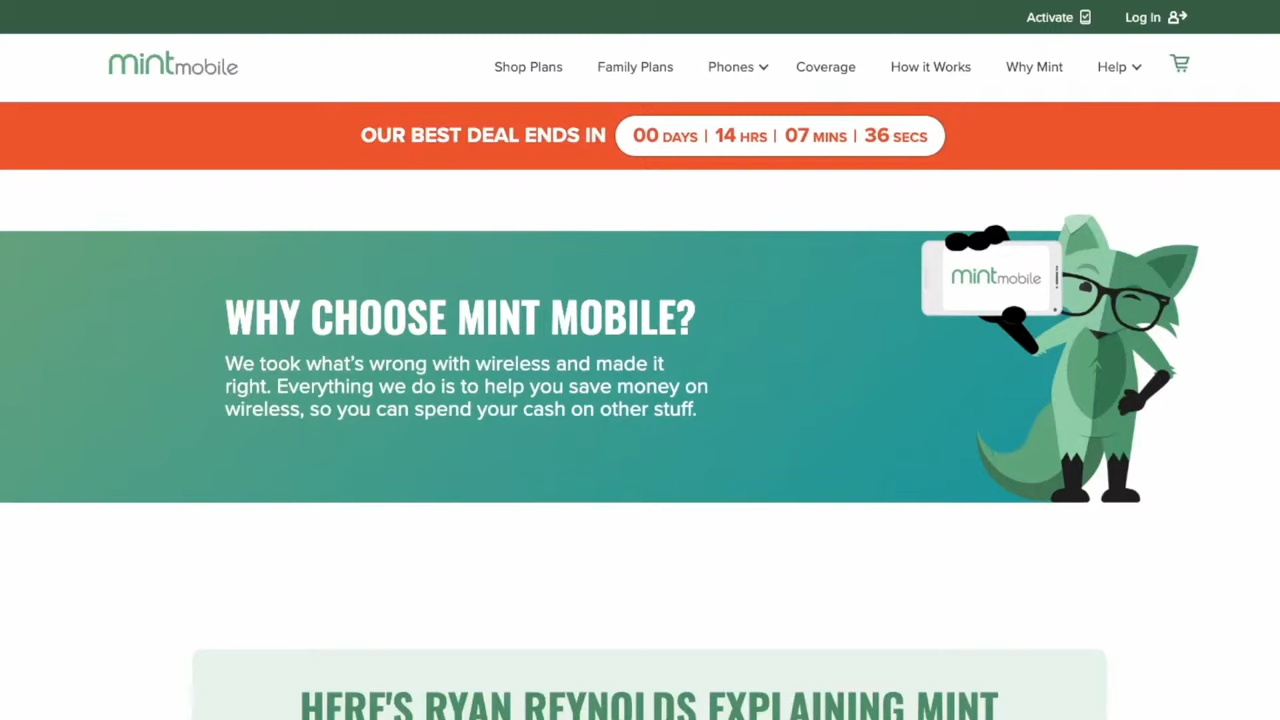 Activate
Log In
mintmobile
Shop Plans
Family Plans
Phones
Coverage
How it Works
Why Mint
Help
OUR BEST DEAL ENDS IN 00 DAYS | 14 HRS | 07 MINS | 36 SECS
mintmobile
WHY CHOOSE MINT MOBILE?
We took what's wrong with wireless and made it
right. Everything we do is to help you save money on
wireless, so you can spend your cash on other stuff.
HERE'S RYAN REYNOLDS EXPLAINING MINT